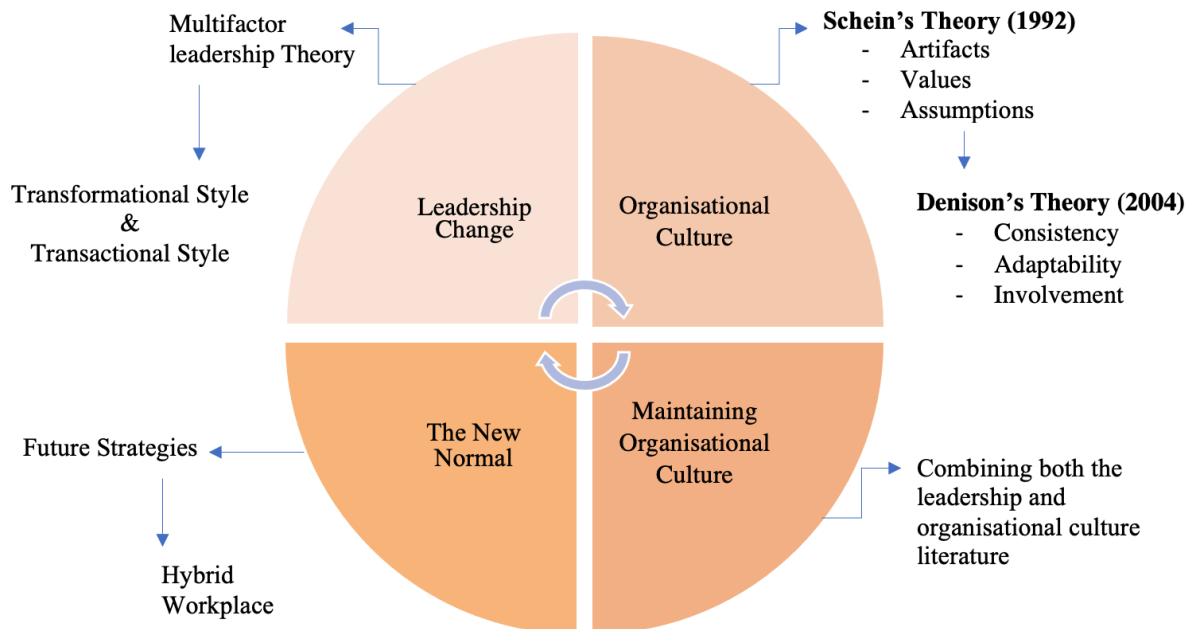 Multifactor
leadership Theory
Transformational Style
&
Transactional Style
Leadership
Change
Organisational
Culture
Schein’s Theory (1992)
- Artifacts
- Values
- Assumptions
Denison’s Theory (2004)
- Consistency
- Adaptability
- Involvement
The New
Normal
Future Strategies
Hybrid
Workplace
Maintaining
Organisational
Culture
Combining both the
leadership and
organisational culture
literature